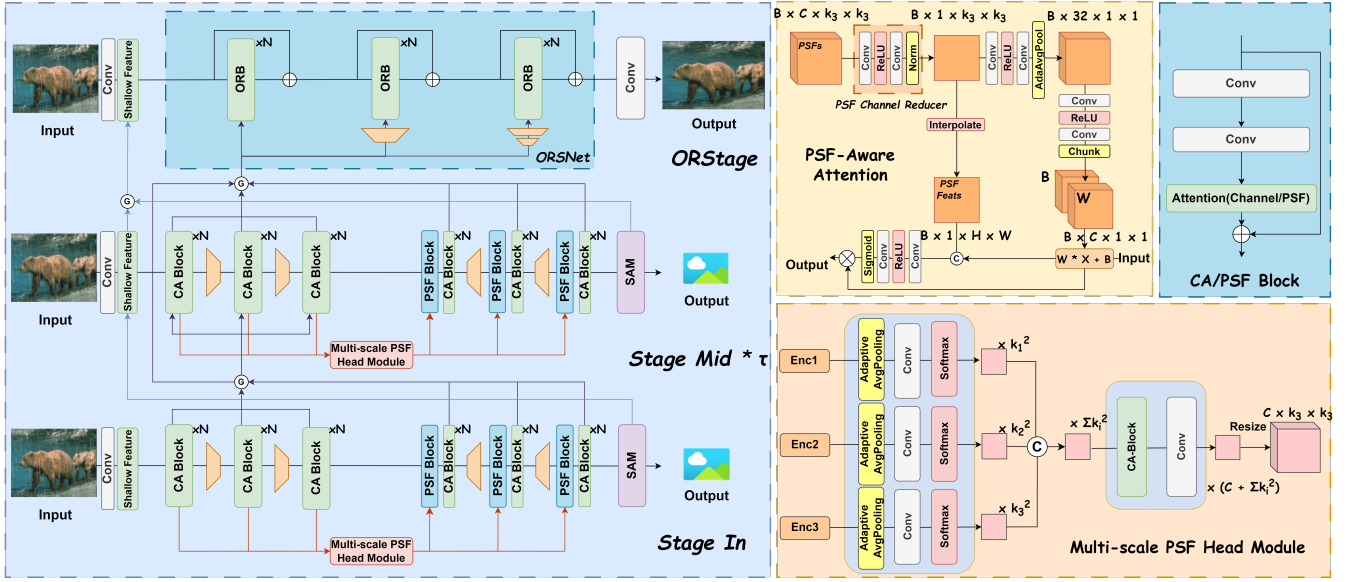 Input
Conv
Shallow Feature
ORB
×N
ORB
×N
ORB
×N
Conv
Output
ORSNet
ORStage
G
G
Input
Conv
Shallow Feature
CA Block
×N
CA Block
×N
CA Block
×N
PSF Block
CA Block
×N
PSF Block
CA Block
×N
PSF Block
CA Block
×N
SAM
Output
Multi-scale PSF
Head Module
Stage Mid * τ
G
Input
Conv
Shallow Feature
CA Block
×N
CA Block
×N
CA Block
×N
PSF Block
CA Block
×N
PSF Block
CA Block
×N
PSF Block
CA Block
×N
SAM
Output
Multi-scale PSF
Head Module
Stage In
B x C x k₃ x k₃
B x 1 x k₃ x k₃
B x 32 x 1 x 1
PSFs
Conv
ReLU
Conv
Norm
Conv
ReLU
Conv
AdaAvgPool
PSF Channel Reducer
Interpolate
Conv
ReLU
Conv
Chunk
PSF-Aware
Attention
PSF
Feats
B
W
B x 1 x H x W
B x C x 1 x 1
Output
Sigmoid
Conv
ReLU
Conv
C
W * X + B
Input
Conv
Conv
Attention(Channel/PSF)
CA/PSF Block
Enc1
Adaptive
AvgPooling
Conv
Softmax
x k₁²
Enc2
Adaptive
AvgPooling
Conv
Softmax
x k₂²
Enc3
Adaptive
AvgPooling
Conv
Softmax
x k₃²
C
x Σkᵢ²
CA-Block
Conv
x (C + Σkᵢ²)
Resize
C x k₃ x k₃
Multi-scale PSF Head Module